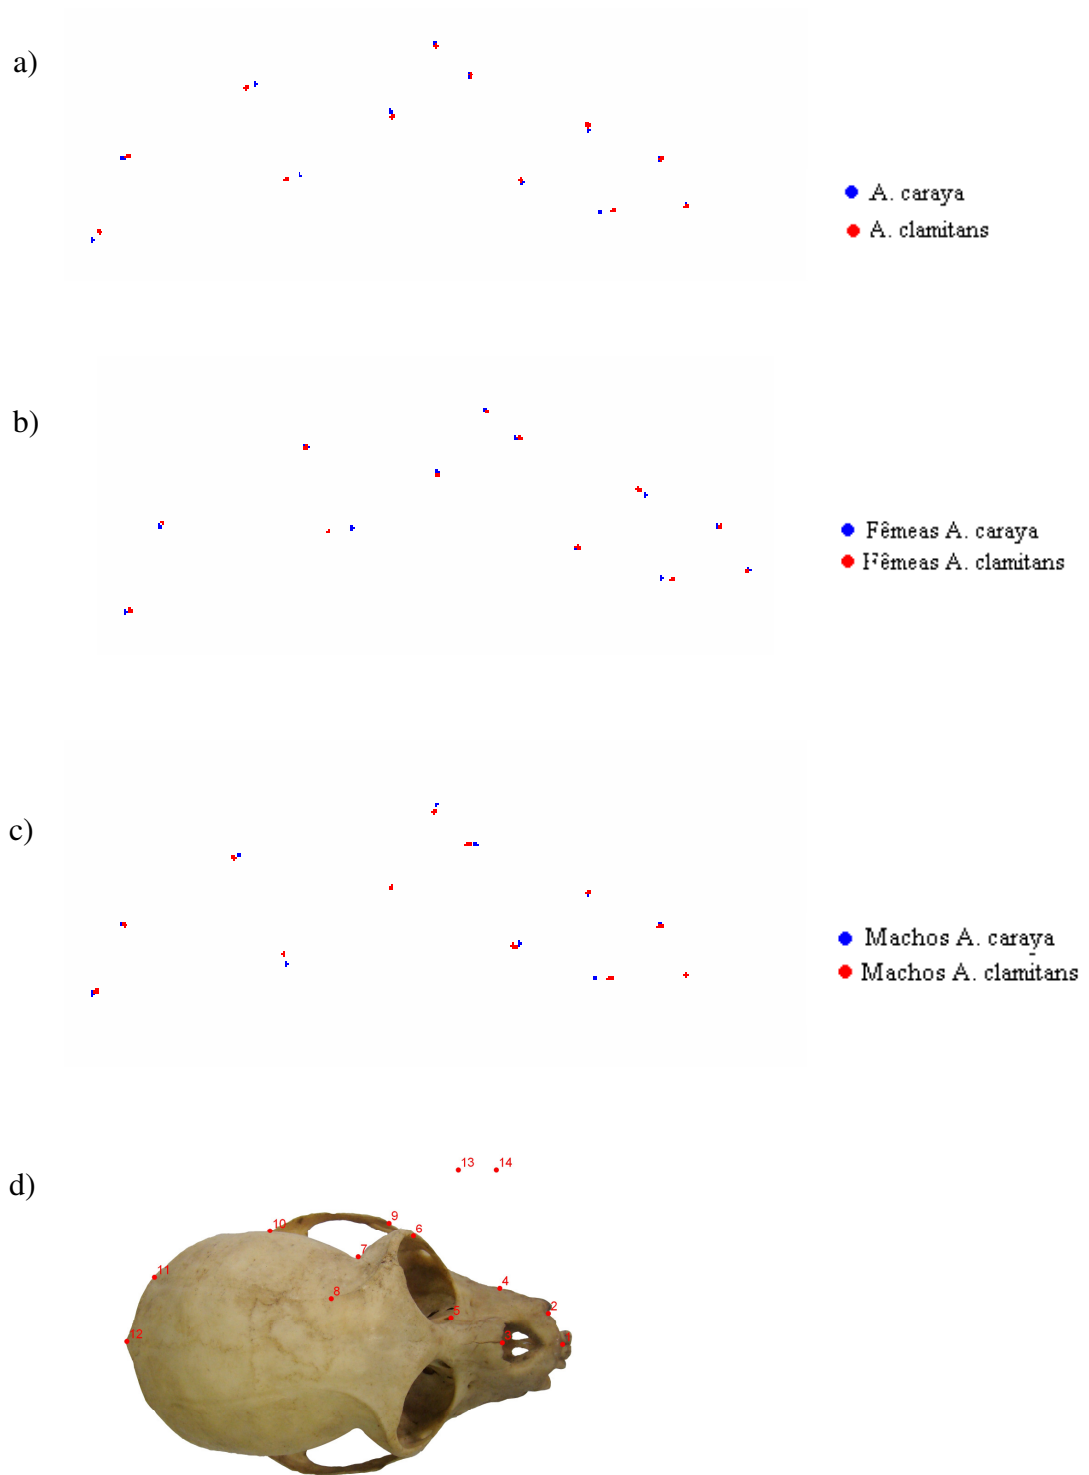 a)
A. caraya
A. clamitans
b)
Fêmeas A. caraya
Fêmeas A. clamitans
c)
Machos A. caraya
Machos A. clamitans
d)
13 14
10 9
6
7
11
8
4
5
2
12
3
1